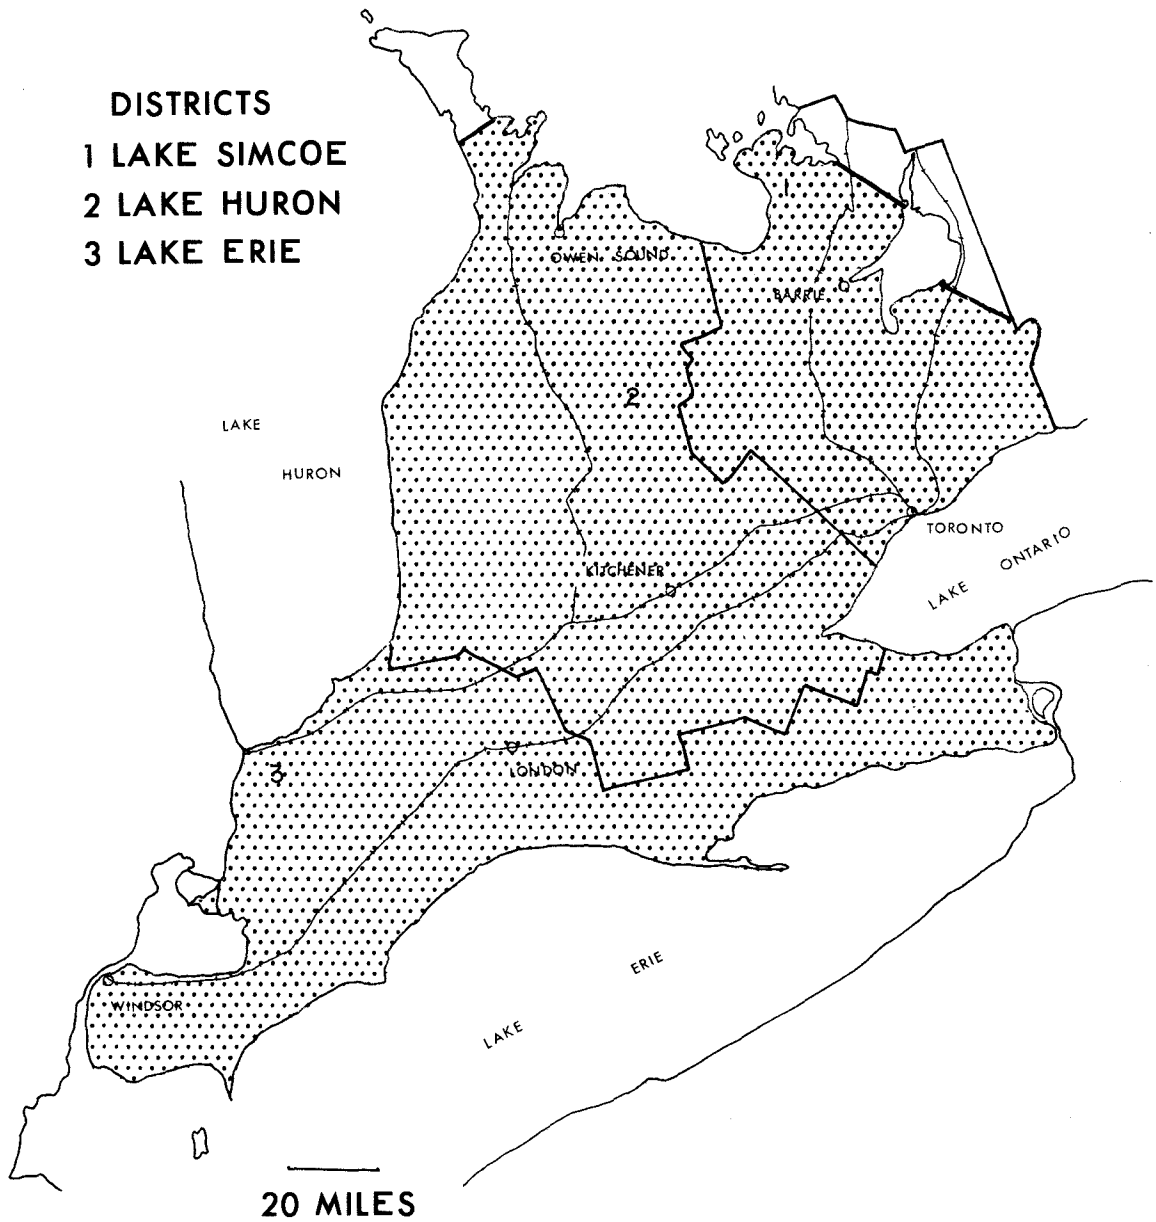 DISTRICTS
1 LAKE SIMCOE
2 LAKE HURON
3 LAKE ERIE
1
OWEN SOUND
BARRIE
2
LAKE
HURON
TORONTO
LAKE ONTARIO
KITCHENER
3
LONDON
ERIE
LAKE
WINDSOR
20 MILES